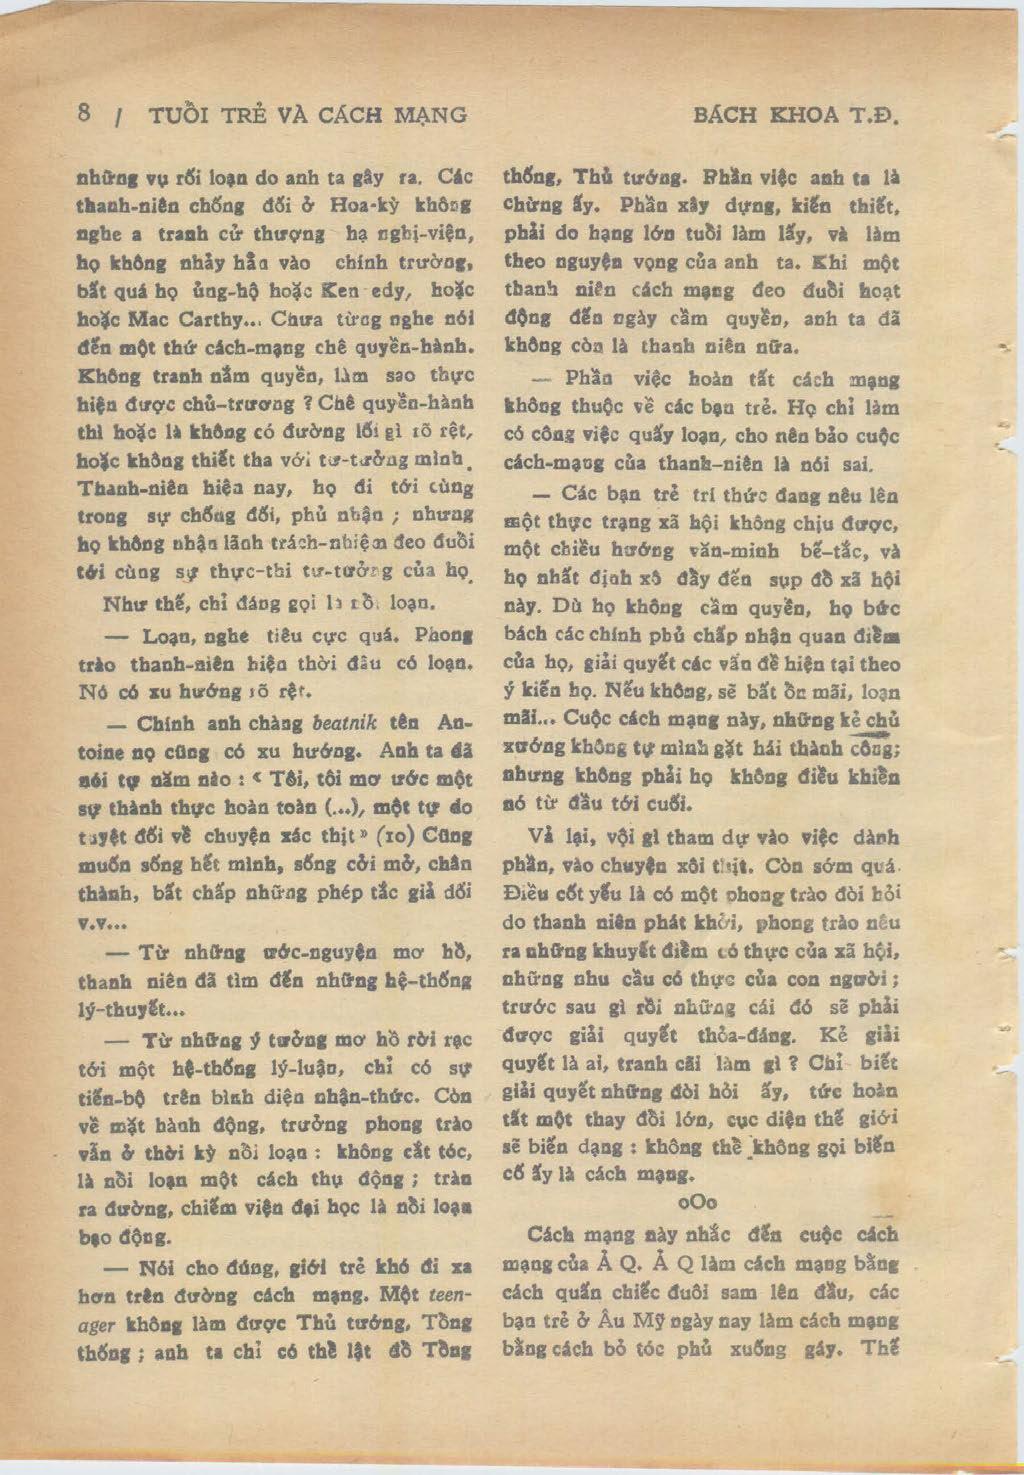 8 / TUỔI TRẺ VÀ CÁCH MẠNG
BÁCH KHOA T.Đ.
những vụ rối loạn do anh ta gây ra. Các
thanh-niên chống đối ở Hoa-kỳ không
nghe a tranh cử thượng hạ nghị-viện,
họ không nhảy hẳn vào chính trường,
bất quá họ ủng-hộ hoặc Ken edy, hoặc
hoặc Mac Carthy... Chưa từng nghe nói
đến một thứ cách-mạng chê quyền-hành.
Không tranh nắm quyền, làm sao thực
hiện được chủ-trương ? Chê quyền-hành
thì hoặc là không có đường lối gì rõ rệt,
hoặc không thiết tha với tư-tưởng mình.
Thanh-niên hiện nay, họ đi tới cùng
trong sự chống đối, phủ nhận ; nhưng
họ không nhận lãnh trách-nhiệm đeo đuổi
tới cùng sự thực-thi tư-tưởng của họ.
Như thế, chỉ đáng gọi là nổi loạn.
— Loạn, nghe tiêu cực quá. Phong
trào thanh-niên hiện thời đâu có loạn.
Nó có xu hướng rõ rệt.
— Chính anh chàng beatnik tên An-
toine nọ cũng có xu hướng. Anh ta đã
nói tự năm nào : « Tôi, tôi mơ ước một
sự thành thực hoàn toàn (...), một tự do
tuyệt đối về chuyện xác thịt » (10) Cũng
muốn sống hết mình, sống cởi mở, chân
thành, bất chấp những phép tắc giả dối
v.v...
— Từ những ước-nguyện mơ hồ,
thanh niên đã tìm đến những hệ-thống
lý-thuyết...
— Từ những ý tưởng mơ hồ rời rạc
tới một hệ-thống lý-luận, chỉ có sự
tiến-bộ trên bình diện nhận-thức. Còn
về mặt hành động, trưởng phong trào
vẫn ở thời kỳ nổi loạn : không cắt tóc,
là nổi loạn một cách thụ động ; tràn
ra đường, chiếm viện đại học là nổi loạn
bạo động.
— Nói cho đúng, giới trẻ khó đi xa
hơn trên đường cách mạng. Một teen-
ager không làm được Thủ tướng, Tổng
thống ; anh ta chỉ có thể lật đổ Tổng
thống, Thủ tướng. Phần việc anh ta là
chừng ấy. Phần xây dựng, kiến thiết,
phải do hạng lớn tuổi làm lấy, và làm
theo nguyện vọng của anh ta. Khi một
thanh niên cách mạng đeo đuổi hoạt
động đến ngày cầm quyền, anh ta đã
không còn là thanh niên nữa.
— Phần việc hoàn tất cách mạng
không thuộc về các bạn trẻ. Họ chỉ làm
có công việc quấy loạn, cho nên bảo cuộc
cách-mạng của thanh-niên là nói sai.
— Các bạn trẻ trí thức đang nêu lên
một thực trạng xã hội không chịu được,
một chiều hướng văn-minh bế-tắc, và
họ nhất định xô đẩy đến sụp đổ xã hội
này. Dù họ không cầm quyền, họ bức
bách các chính phủ chấp nhận quan điểm
của họ, giải quyết các vấn đề hiện tại theo
ý kiến họ. Nếu không, sẽ bất ổn mãi, loạn
mãi... Cuộc cách mạng này, những kẻ chủ
xướng không tự mình gặt hái thành công;
nhưng không phải họ không điều khiển
nó từ đầu tới cuối.
Vả lại, vội gì tham dự vào việc dành
phần, vào chuyện xôi thịt. Còn sớm quá.
Điều cốt yếu là có một phong trào đòi hỏi
do thanh niên phát khởi, phong trào nêu
ra những khuyết điểm có thực của xã hội,
những nhu cầu có thực của con người ;
trước sau gì rồi những cái đó sẽ phải
được giải quyết thỏa-đáng. Kẻ giải
quyết là ai, tranh cãi làm gì ? Chỉ biết
giải quyết những đòi hỏi ấy, tức hoàn
tất một thay đổi lớn, cục diện thế giới
sẽ biến dạng : không thể không gọi biến
cố ấy là cách mạng.
oOo
Cách mạng này nhắc đến cuộc cách
mạng của Ả Q. Ả Q làm cách mạng bằng
cách quấn chiếc đuôi sam lên đầu, các
bạn trẻ ở Âu Mỹ ngày nay làm cách mạng
bằng cách bỏ tóc phủ xuống gáy. Thế